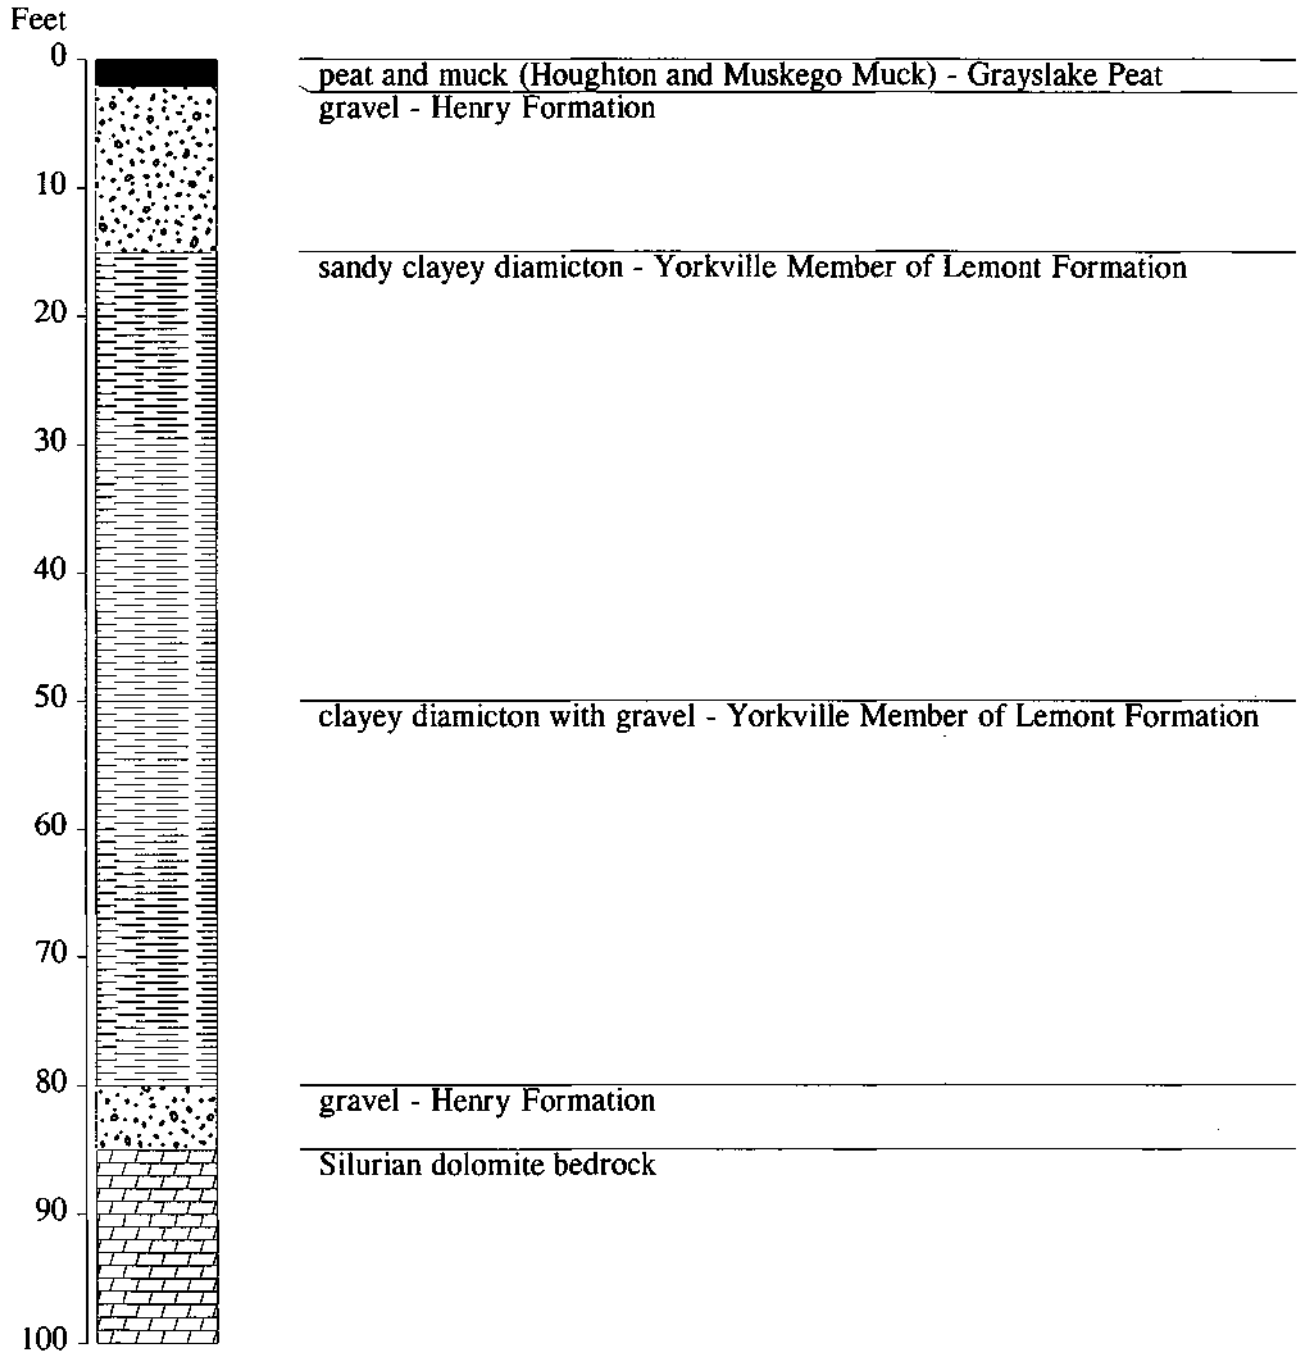 Feet
0
peat and muck (Houghton and Muskego Muck) - Grayslake Peat
gravel - Henry Formation
10
sandy clayey diamicton - Yorkville Member of Lemont Formation
20
30
40
50
clayey diamicton with gravel - Yorkville Member of Lemont Formation
60
70
80
gravel - Henry Formation
Silurian dolomite bedrock
90
100